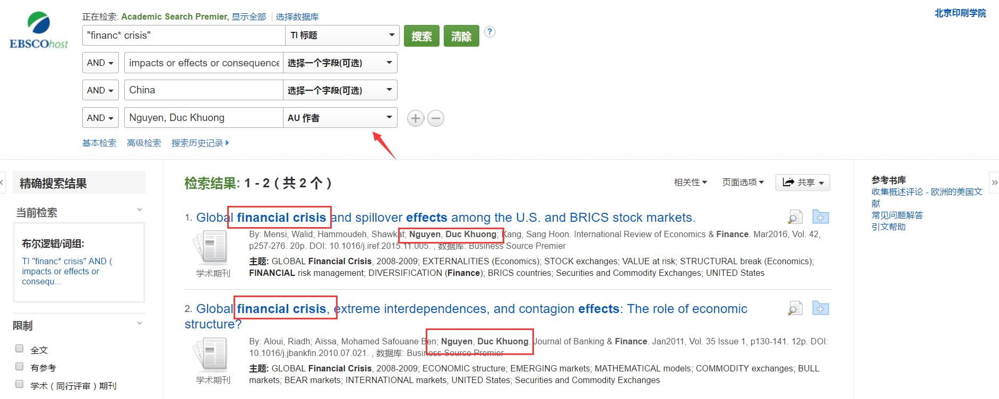 北京印刷学院
EBSCOhost
正在检索: Academic Search Premier, 显示全部 选择数据库
"financ* crisis" TI 标题 搜索 清除 ?
AND impacts or effects or consequence 选择一个字段(可选)
AND China 选择一个字段(可选)
AND Nguyen, Duc Khuong AU 作者
基本检索 高级检索 搜索历史记录
精确搜索结果
当前检索
布尔逻辑/词组:
TI "financ* crisis" AND (
impacts or effects or
consequ...
限制
全文
有参考
学术（同行评审）期刊
检索结果: 1 - 2 ( 共 2 个 )
相关性 页面选项 共享
1. Global financial crisis and spillover effects among the U.S. and BRICS stock markets.
By: Mensi, Walid; Hammoudeh, Shawkat; Nguyen, Duc Khuong; Kang, Sang Hoon. International Review of Economics & Finance. Mar2016, Vol. 42,
p257-276. 20p. DOI: 10.1016/j.iref.2015.11.005. , 数据库: Business Source Premier
主题: GLOBAL Financial Crisis, 2008-2009; EXTERNALITIES (Economics); STOCK exchanges; VALUE at risk; STRUCTURAL break (Economics);
FINANCIAL risk management; DIVERSIFICATION (Finance); BRICS countries; Securities and Commodity Exchanges; UNITED States
学术期刊
2. Global financial crisis, extreme interdependences, and contagion effects: The role of economic
structure?
By: Aloui, Riadh; Aïssa, Mohamed Safouane Ben; Nguyen, Duc Khuong. Journal of Banking & Finance. Jan2011, Vol. 35 Issue 1, p130-141. 12p. DOI:
10.1016/j.jbankfin.2010.07.021. , 数据库: Business Source Premier
主题: GLOBAL Financial Crisis, 2008-2009; ECONOMIC structure; EMERGING markets; MATHEMATICAL models; COMMODITY exchanges; BULL
markets; BEAR markets; INTERNATIONAL markets; UNITED States; Securities and Commodity Exchanges
学术期刊
参考书库
收集概述评论 - 欧洲的美国文
献
常见问题解答
引文帮助